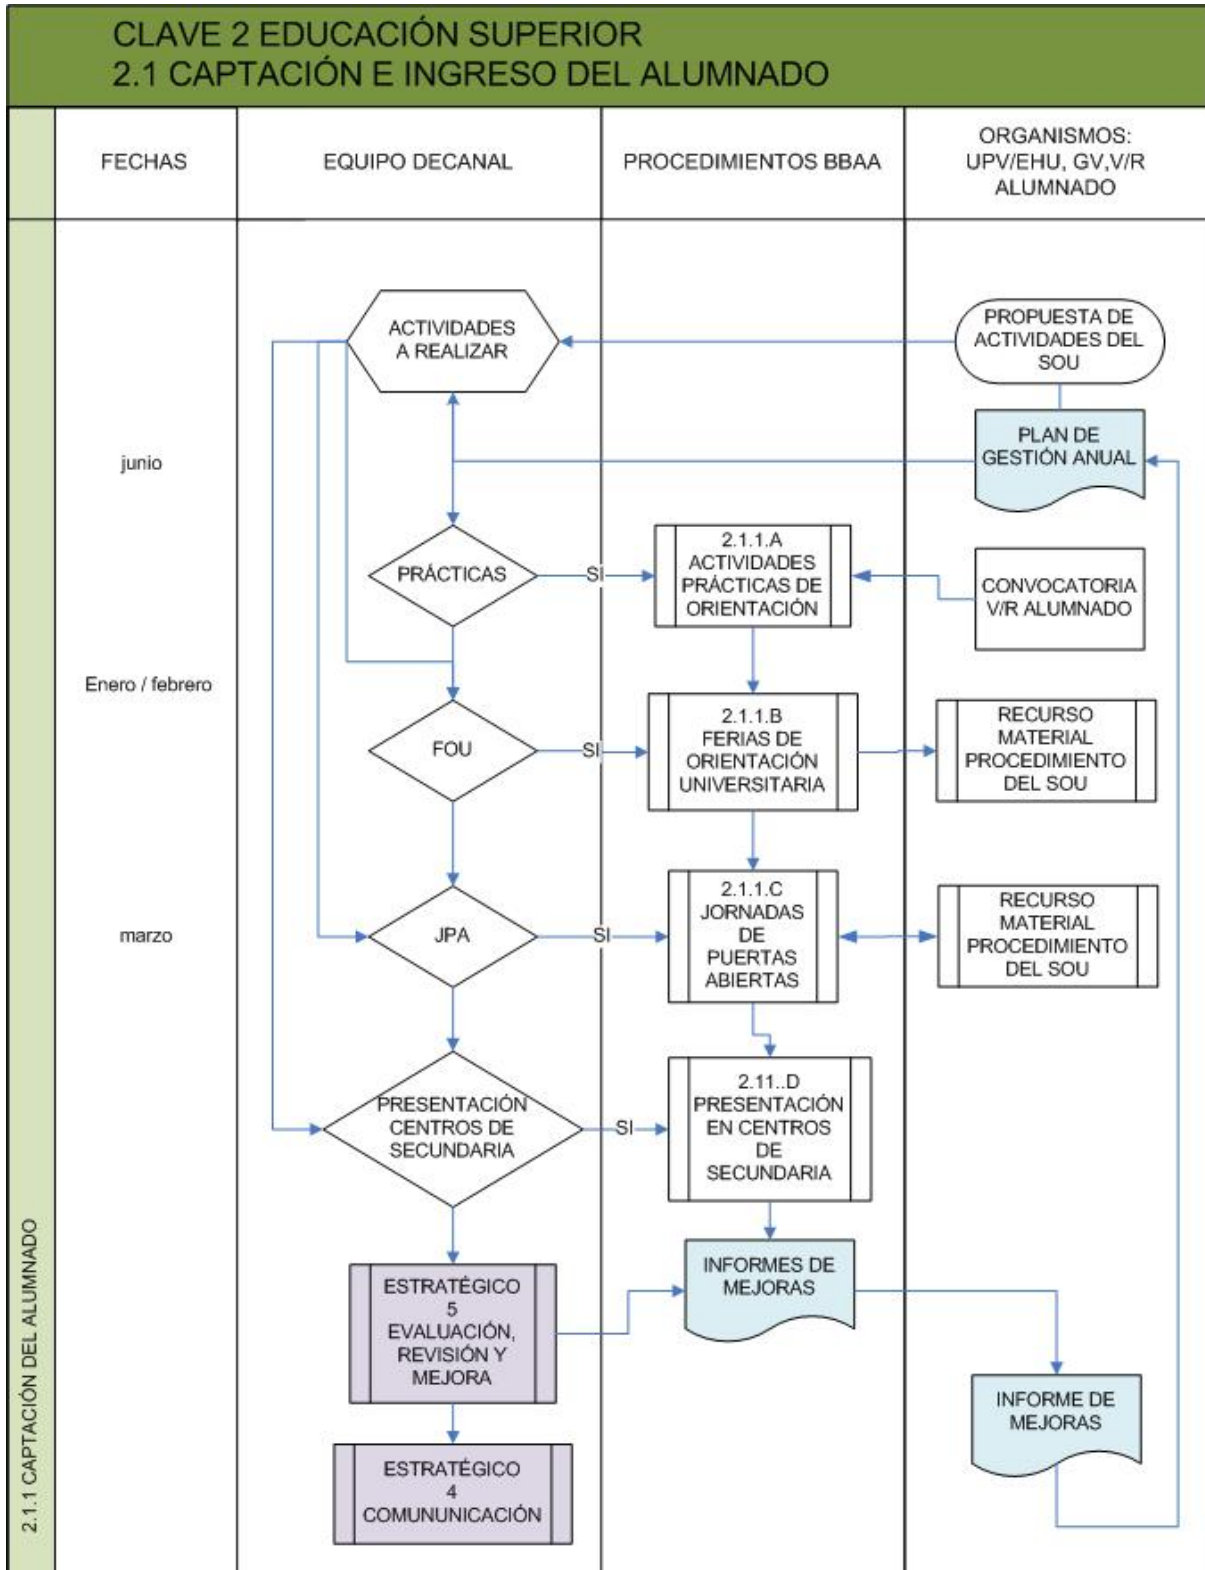 CLAVE 2 EDUCACIÓN SUPERIOR
2.1 CAPTACIÓN E INGRESO DEL ALUMNADO
FECHAS
EQUIPO DECANAL
PROCEDIMIENTOS BBAA
ORGANISMOS:
UPV/EHU, GV,V/R
ALUMNADO
ACTIVIDADES
A REALIZAR
PROPUESTA DE
ACTIVIDADES DEL
SOU
junio
PLAN DE
GESTIÓN ANUAL
PRÁCTICAS
SI
2.1.1.A
ACTIVIDADES
PRÁCTICAS DE
ORIENTACIÓN
CONVOCATORIA
V/R ALUMNADO
Enero / febrero
FOU
SI
2.1.1.B
FERIAS DE
ORIENTACIÓN
UNIVERSITARIA
RECURSO
MATERIAL
PROCEDIMIENTO
DEL SOU
marzo
JPA
SI
2.1.1.C
JORNADAS
DE
PUERTAS
ABIERTAS
RECURSO
MATERIAL
PROCEDIMIENTO
DEL SOU
PRESENTACIÓN
CENTROS DE
SECUNDARIA
SI
2.11..D
PRESENTACIÓN
EN CENTROS
DE
SECUNDARIA
ESTRATÉGICO
5
EVALUACIÓN,
REVISIÓN Y
MEJORA
INFORMES DE
MEJORAS
INFORME DE
MEJORAS
ESTRATÉGICO
4
COMUNUNICACIÓN
2.1.1 CAPTACIÓN DEL ALUMNADO